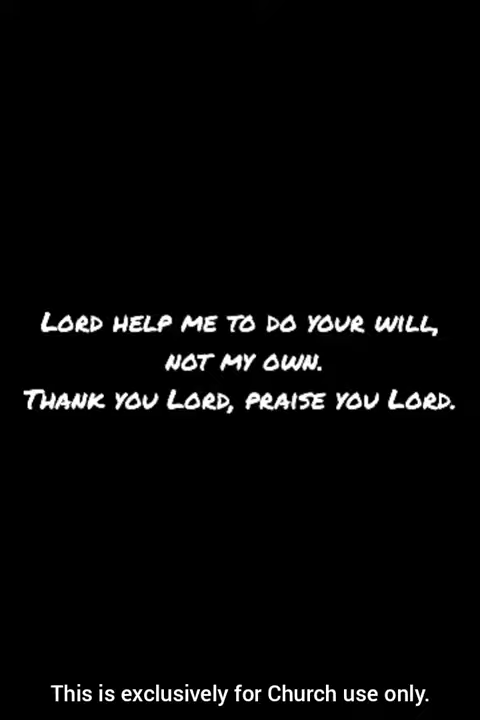 Lord help me to do your will,
not my own.
Thank you Lord, praise you Lord.
This is exclusively for Church use only.